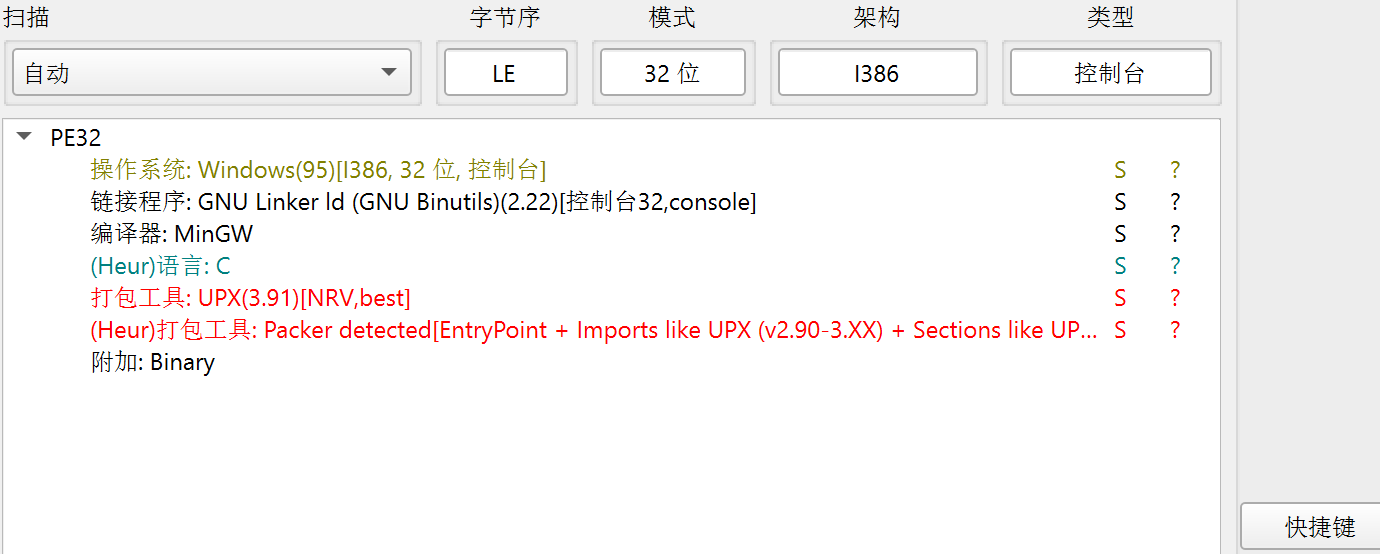 扫描 字节序 模式 架构 类型
自动 LE 32 位 I386 控制台
PE32
操作系统: Windows(95)[I386, 32 位, 控制台] S ?
链接程序: GNU Linker ld (GNU Binutils)(2.22)[控制台32,console] S ?
编译器: MinGW S ?
(Heur)语言: C S ?
打包工具: UPX(3.91)[NRV,best] S ?
(Heur)打包工具: Packer detected[EntryPoint + Imports like UPX (v2.90-3.XX) + Sections like UP... S ?
附加: Binary
快捷键